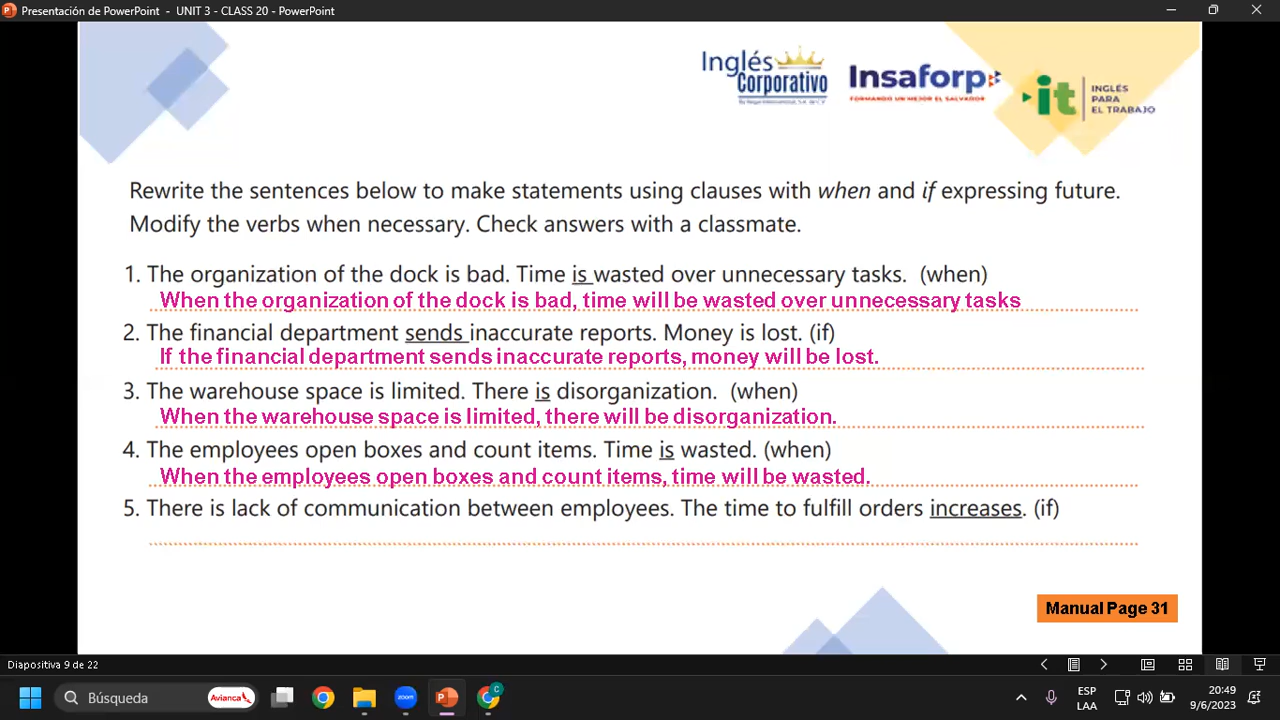 Presentación de PowerPoint - UNIT 3 - CLASS 20 - PowerPoint
Inglés
Corporativo
Insaforp
FORMANDO UN MEJOR EL SALVADOR
it
INGLÉS
PARA
EL TRABAJO
Rewrite the sentences below to make statements using clauses with when and if expressing future.
Modify the verbs when necessary. Check answers with a classmate.
1. The organization of the dock is bad. Time is wasted over unnecessary tasks. (when)
When the organization of the dock is bad, time will be wasted over unnecessary tasks
2. The financial department sends inaccurate reports. Money is lost. (if)
If the financial department sends inaccurate reports, money will be lost.
3. The warehouse space is limited. There is disorganization. (when)
When the warehouse space is limited, there will be disorganization.
4. The employees open boxes and count items. Time is wasted. (when)
When the employees open boxes and count items, time will be wasted.
5. There is lack of communication between employees. The time to fulfill orders increases. (if)
Manual Page 31
Diapositiva 9 de 22
Búsqueda
Avianca
zoom
C
ESP
LAA
20:49
9/6/2023